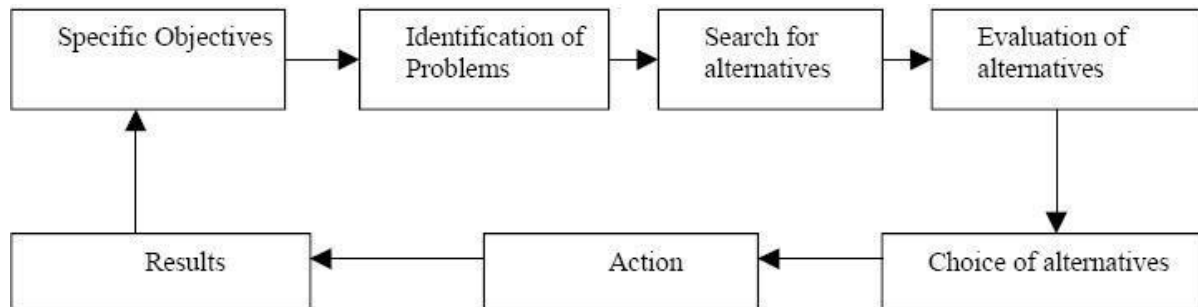 Specific Objectives
Identification of
Problems
Search for
alternatives
Evaluation of
alternatives
Choice of alternatives
Action
Results